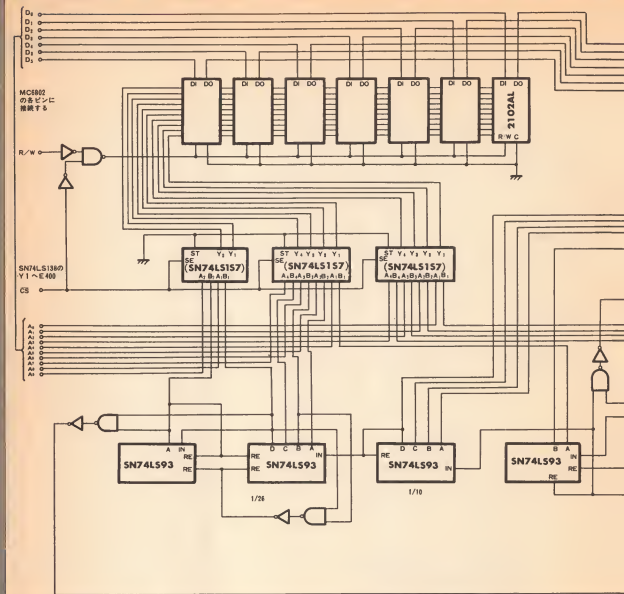 D₀
D₁
D₂
D₃
D₄
D₅
MC6802
の各ピンに
接続する
DI DO DI DO DI DO DI DO DI DO DI DO DI DO
2102AL
R/W C
R/W
SN74LS138の
Y1へE400
CS
ST Y₂ Y₁
SE
(SN74LS157)
A₂ B₂ A₁ B₁
ST Y₄ Y₃ Y₂ Y₁
SE
(SN74LS157)
A₄ B₄ A₃ B₃ A₂ B₂ A₁ B₁
ST Y₄ Y₃ Y₂ Y₁
SE
(SN74LS157)
A₄ B₄ A₃ B₃ A₂ B₂ A₁ B₁
A₀
A₁
A IN
RE
RE
SN74LS93
D C B A
RE
IN
RE
SN74LS93
1/26
D C B A
RE
IN
SN74LS93
1/10
B A
IN
RE
RE
SN74LS93